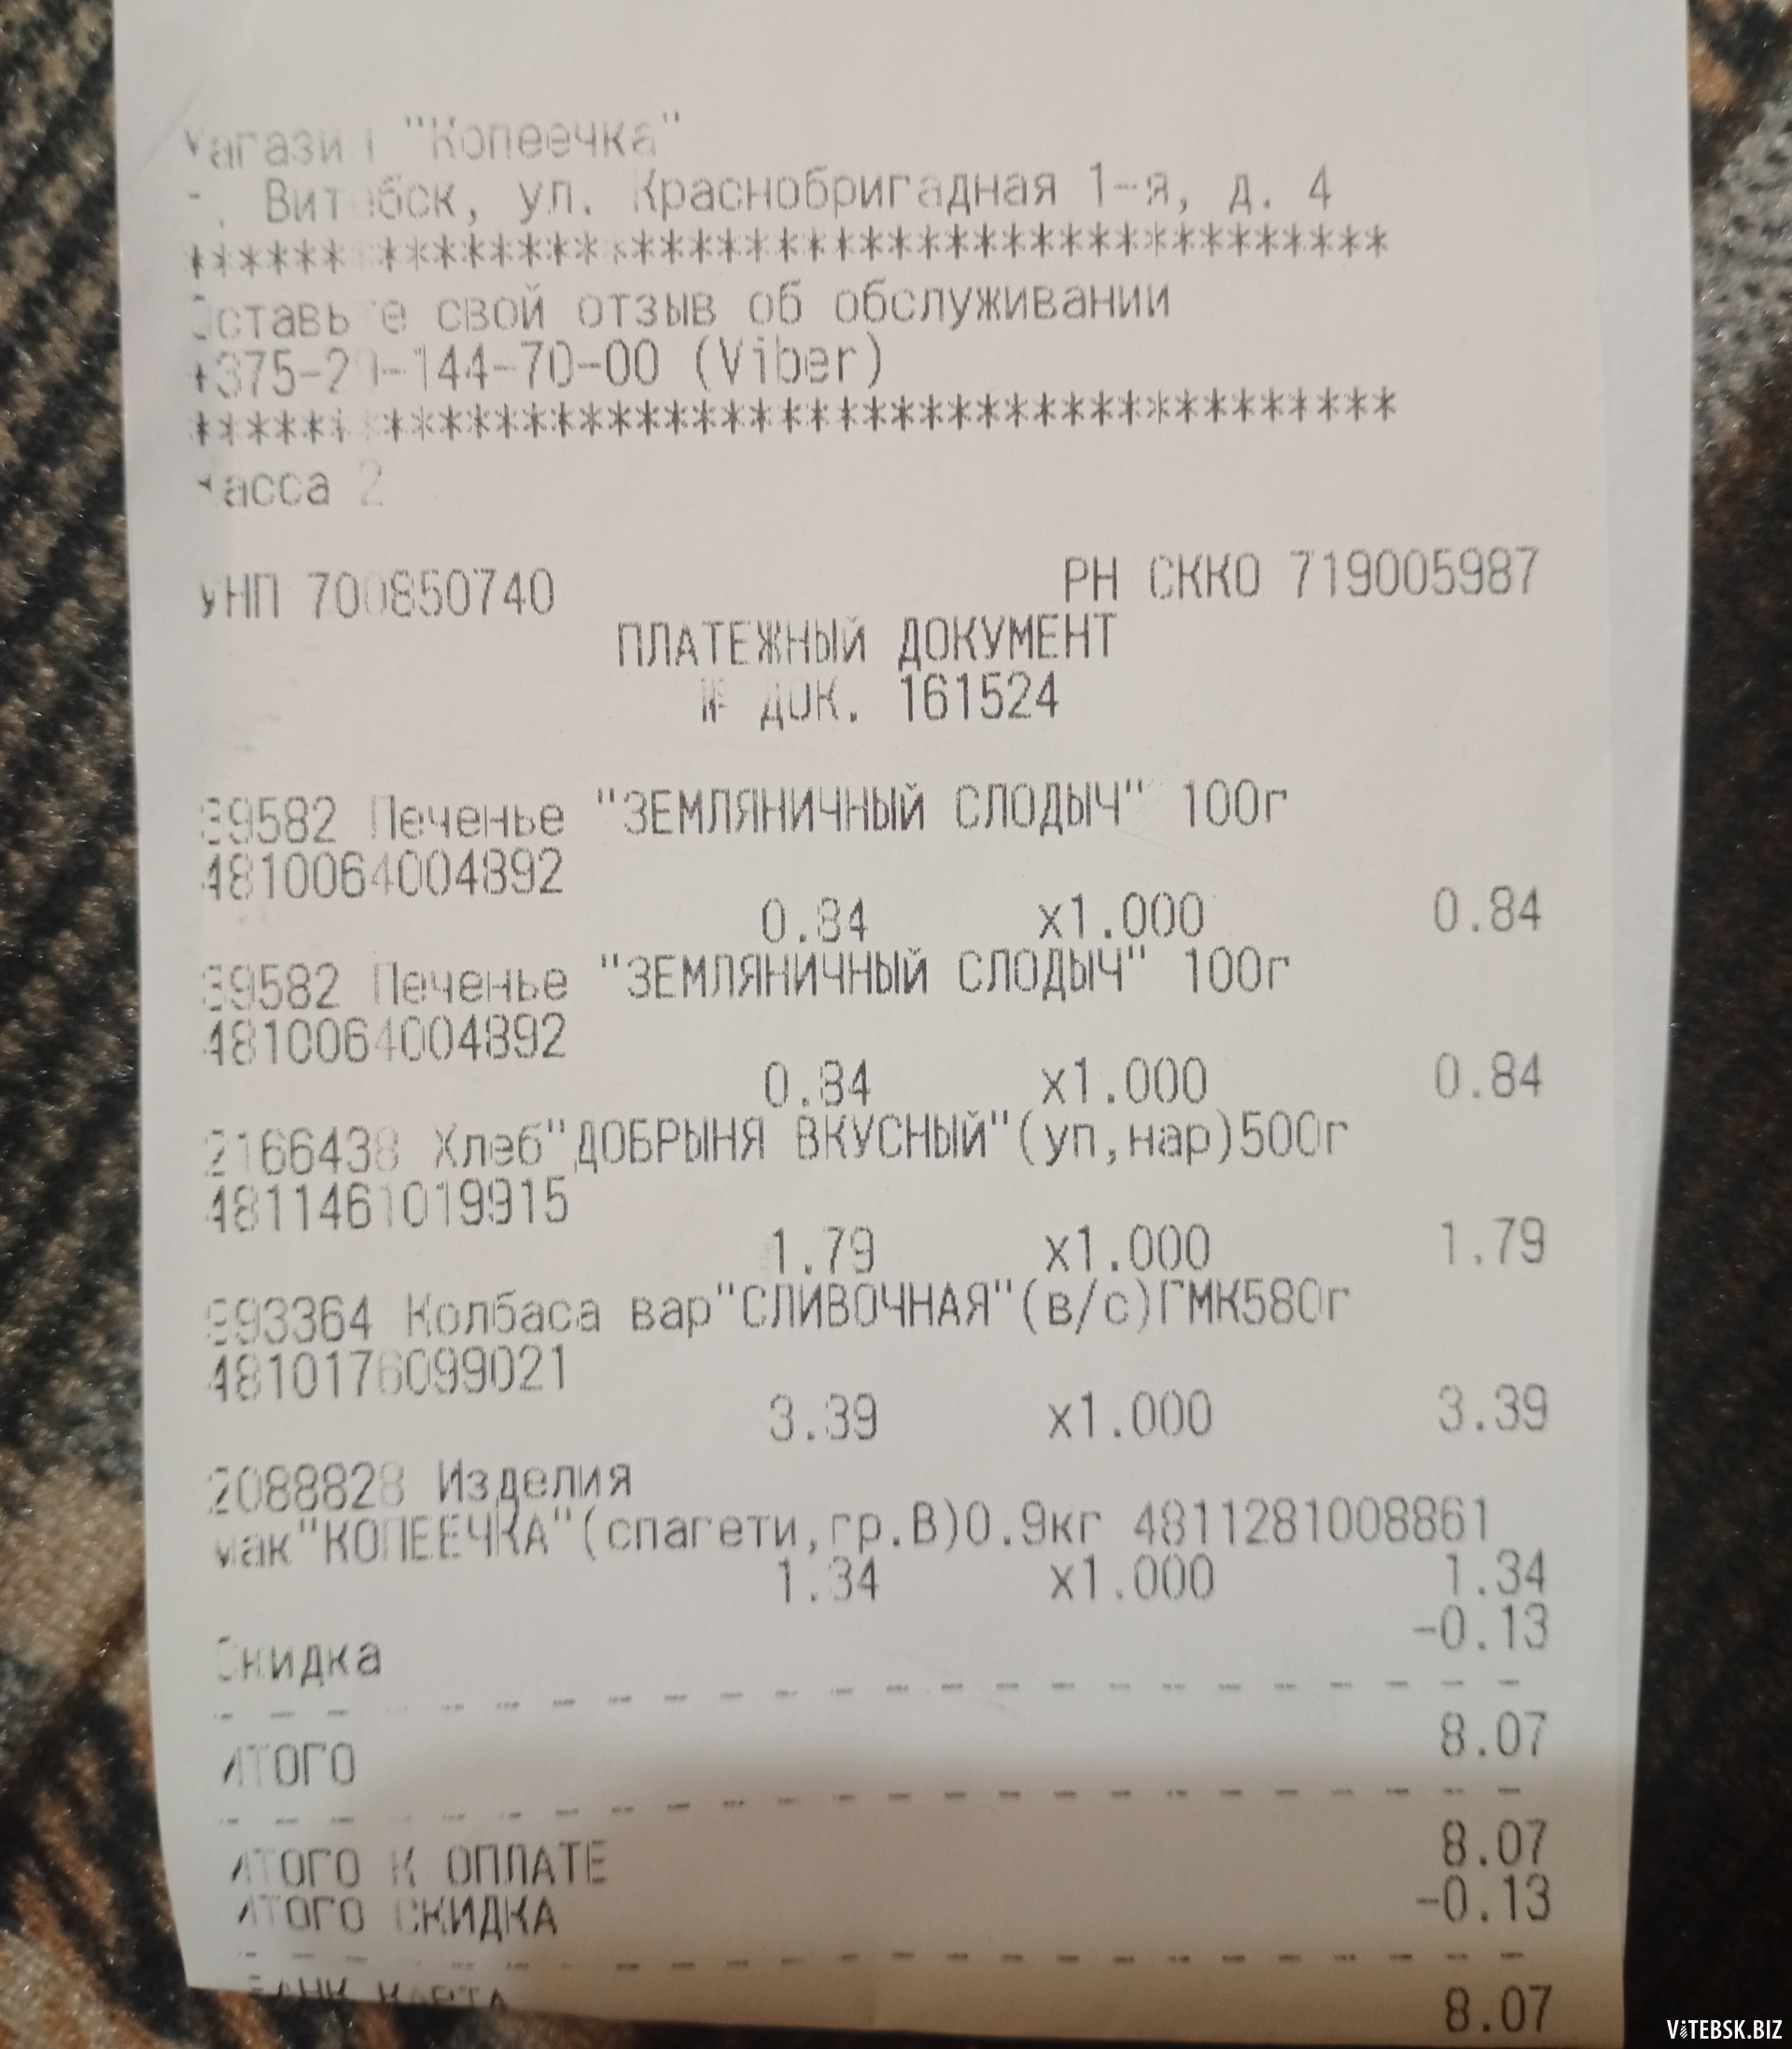 Магазин "Копеечка"
г. Витебск, ул. Краснобригадная 1-я, д. 4
******************************************
Оставьте свой отзыв об обслуживании
+375-29-144-70-00 (Viber)
******************************************
Касса 2
УНП 700850740 РН СККО 719005987
ПЛАТЕЖНЫЙ ДОКУМЕНТ
№ ДОК. 161524
39582 Печенье "ЗЕМЛЯНИЧНЫЙ СЛОДЫЧ" 100г
4810064004892
0.84 x1.000 0.84
39582 Печенье "ЗЕМЛЯНИЧНЫЙ СЛОДЫЧ" 100г
4810064004892
0.84 x1.000 0.84
2166438 Хлеб"ДОБРЫНЯ ВКУСНЫЙ"(уп,нар)500г
4811461019915
1.79 x1.000 1.79
Колбаса вар"СЛИВОЧНАЯ"(в/с)ГМК580г
4810176099021
3.39 x1.000 3.39
2088828 Изделия
мак"КОПЕЕЧКА"(спагети,гр.В)0.9кг 4811281008861
1.34 x1.000 1.34
Скидка -0.13
ИТОГО 8.07
ИТОГО К ОПЛАТЕ 8.07
ИТОГО СКИДКА -0.13
БАНК КАРТА 8.07
VITEBSK.BIZ